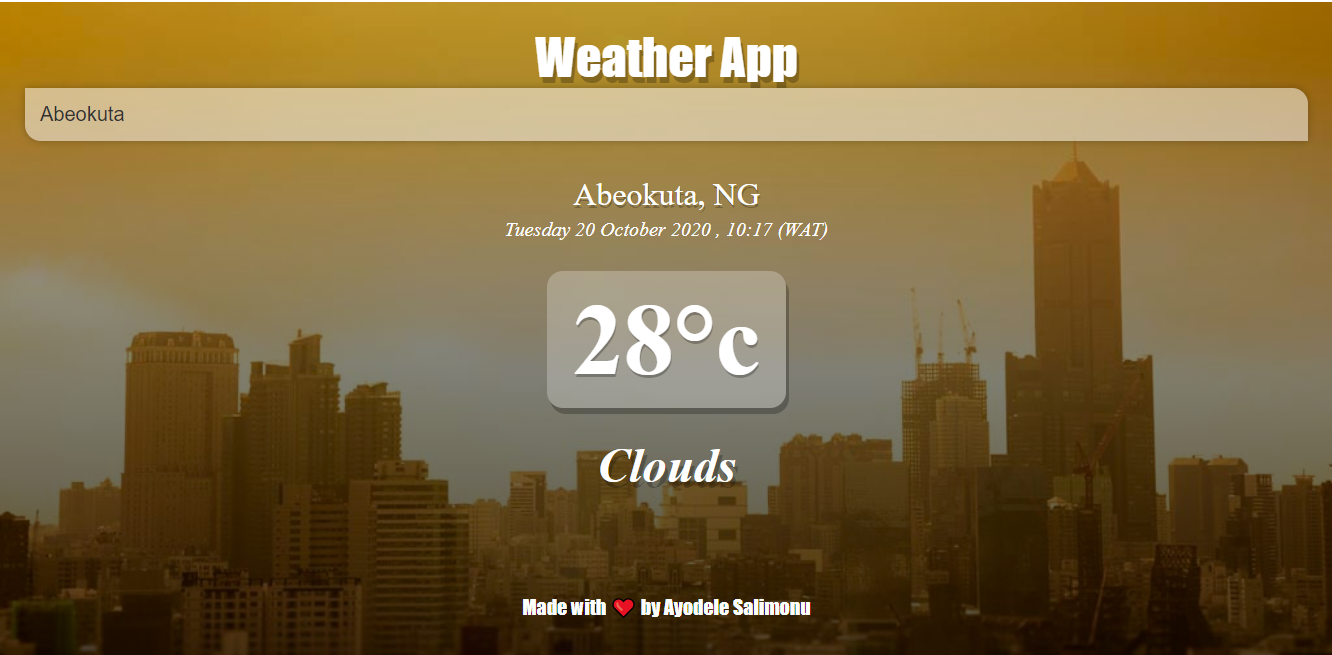 Weather App
Abeokuta
Abeokuta, NG
Tuesday 20 October 2020 , 10:17 (WAT)
28°c
Clouds
Made with ❤️ by Ayodele Salimonu